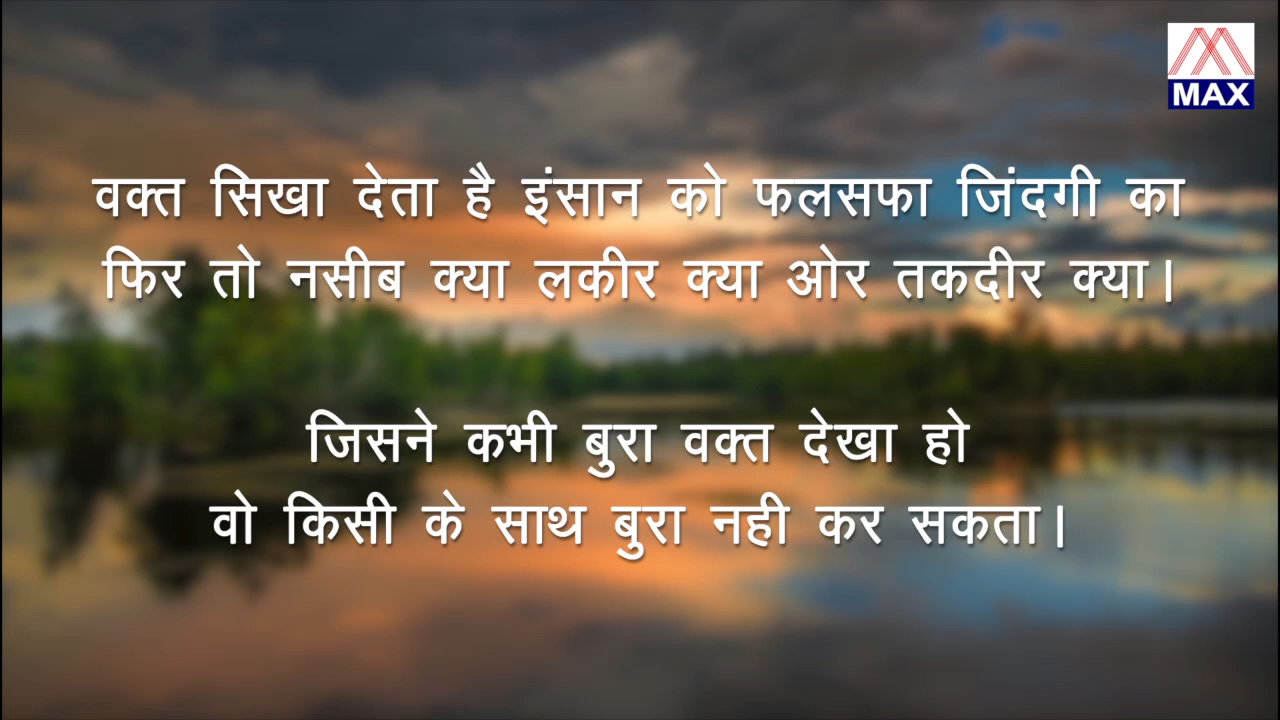 MAX
वक्त सिखा देता है इंसान को फलसफा जिंदगी का
फिर तो नसीब क्या लकीर क्या ओर तकदीर क्या।
जिसने कभी बुरा वक्त देखा हो
वो किसी के साथ बुरा नही कर सकता।